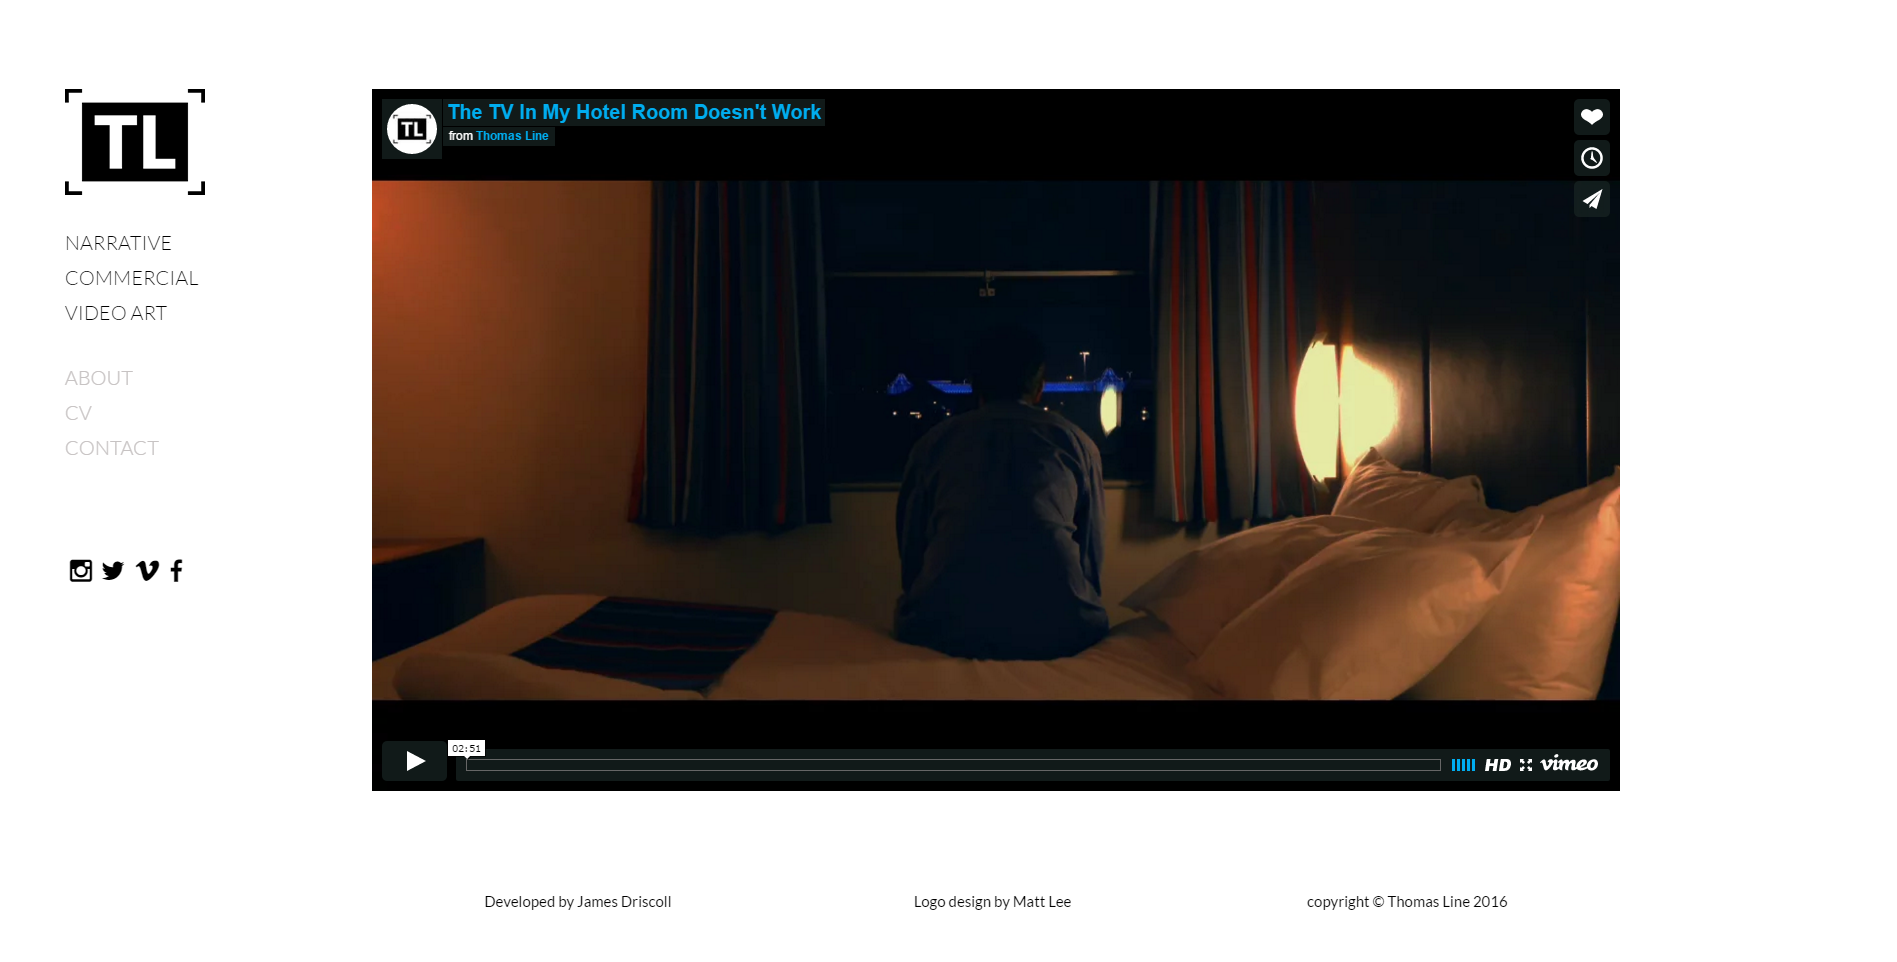 TL
NARRATIVE
COMMERCIAL
VIDEO ART
ABOUT
CV
CONTACT
TL
The TV In My Hotel Room Doesn't Work
from Thomas Line
02:51
HD
vimeo
Developed by James Driscoll
Logo design by Matt Lee
copyright © Thomas Line 2016